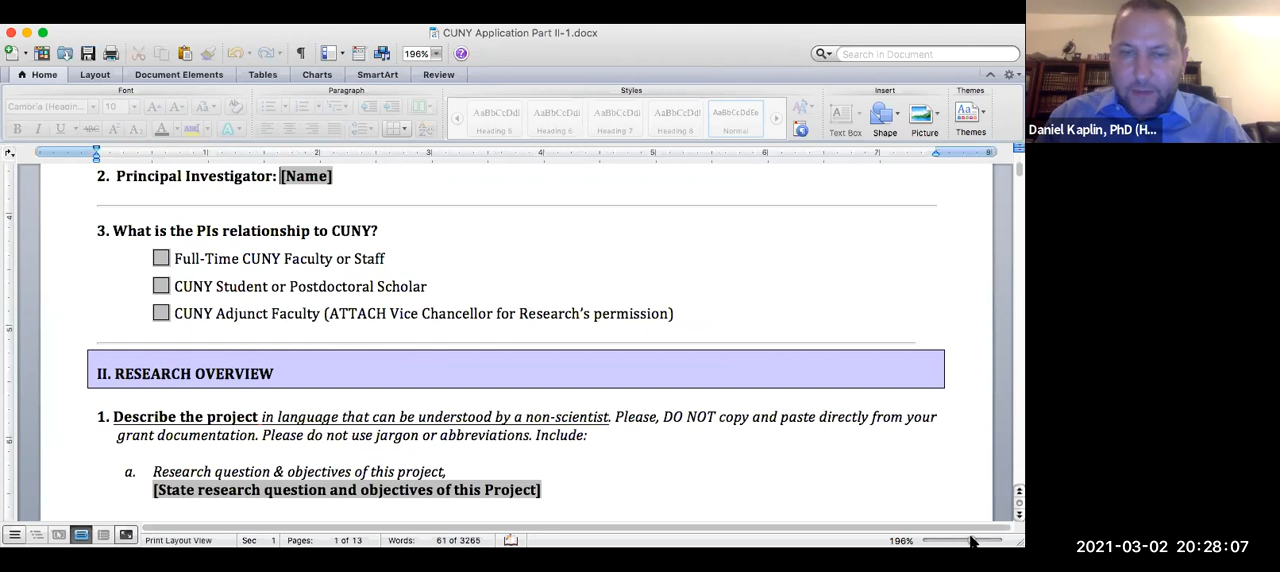 CUNY Application Part II-1.docx
196%
Search in Document
Home
Layout
Document Elements
Tables
Charts
SmartArt
Review
Font
Paragraph
Styles
Insert
Themes
10
AaBbCcDdI
Heading 5
AaBbCcDdI
Heading 6
AaBbCcDdI
Heading 7
AaBbCcDdI
Heading 8
AaBbCcDdEe
Normal
Text Box
Shape
Picture
Themes
Daniel Kaplin, PhD (H...
2. Principal Investigator: [Name]
3. What is the PIs relationship to CUNY?
Full-Time CUNY Faculty or Staff
CUNY Student or Postdoctoral Scholar
CUNY Adjunct Faculty (ATTACH Vice Chancellor for Research's permission)
II. RESEARCH OVERVIEW
1. Describe the project in language that can be understood by a non-scientist. Please, DO NOT copy and paste directly from your
grant documentation. Please do not use jargon or abbreviations. Include:
a. Research question & objectives of this project,
[State research question and objectives of this Project]
Print Layout View
Sec 1
Pages: 1 of 13
Words: 61 of 3265
196%
2021-03-02 20:28:07